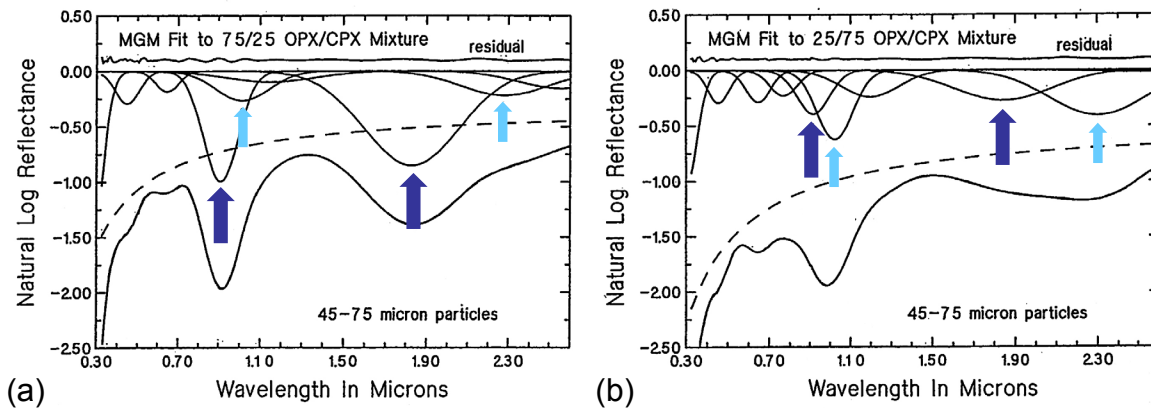 0.50
MGM Fit to 75/25 OPX/CPX Mixture
residual
0.00
-0.50
-1.00
-1.50
-2.00
-2.50
45-75 micron particles
0.30 0.70 1.10 1.50 1.90 2.30
Wavelength In Microns
Natural Log Reflectance
(a)
0.50
MGM Fit to 25/75 OPX/CPX Mixture
residual
0.00
-0.50
-1.00
-1.50
-2.00
-2.50
45-75 micron particles
0.30 0.70 1.10 1.50 1.90 2.30
Wavelength In Microns
Natural Log Reflectance
(b)